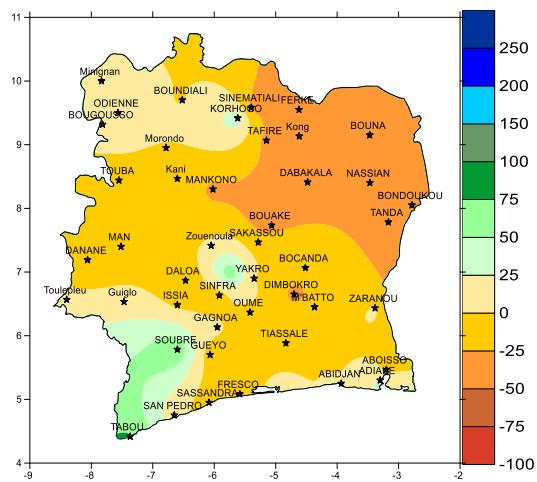 11
10
9
8
7
6
5
4
-9
-8
-7
-6
-5
-4
-3
-2
Minignan
BOUNDIALI
ODIENNE
SINEMATIALI
FERKE
BOUGOUSSO
KORHOGO
TAFIRE
Kong
BOUNA
Morondo
TOUBA
Kani
MANKONO
DABAKALA
NASSIAN
BONDOUKOU
BOUAKE
TANDA
MAN
Zouenoula
SAKASSOU
DANANE
BOCANDA
DALOA
YAKRO
Toulepleu
Guiglo
ISSIA
SINFRA
DIMBOKRO
M'BATTO
ZARANOU
OUME
GAGNOA
SOUBRE
GUEYO
TIASSALE
ABOISSO
ABIDJAN
ADIAKE
FRESCO
SASSANDRA
SAN PEDRO
TABOU
250
200
150
100
75
50
25
0
-25
-50
-75
-100